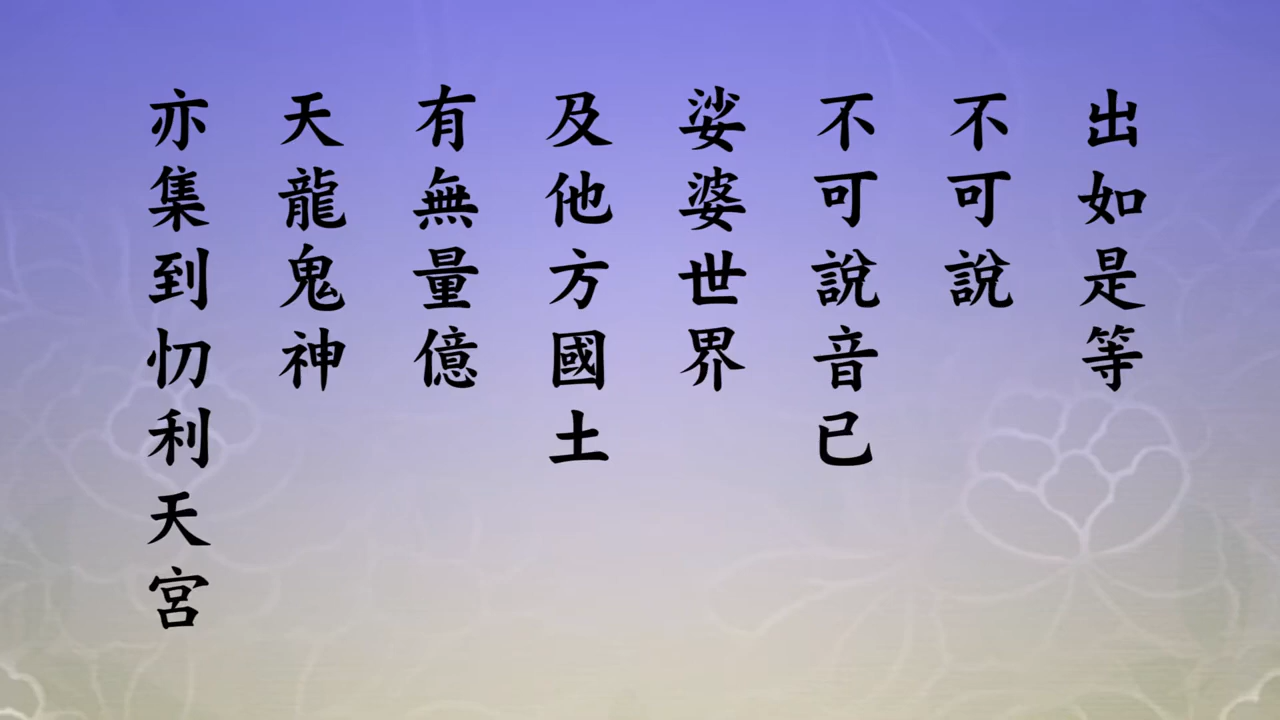 出如是等
不可說
不可說音已
娑婆世界
及他方國土
有無量億
天龍鬼神
亦集到忉利天宮